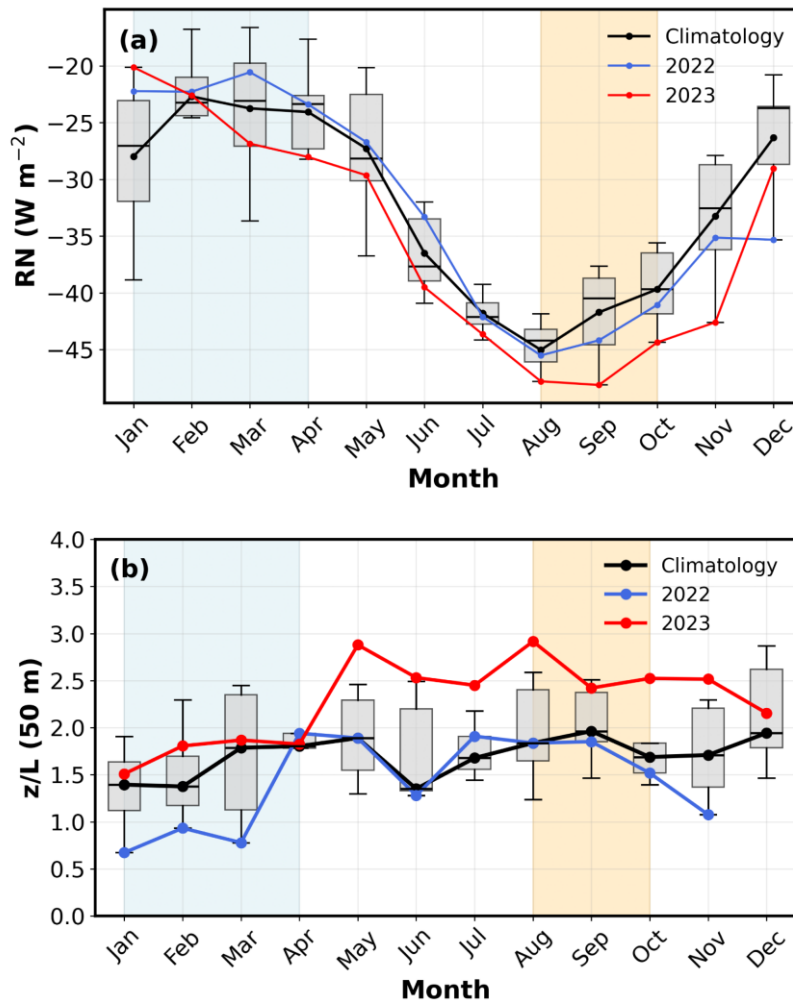 (a)
Climatology
2022
2023
−20
−25
−30
−35
−40
−45
RN (W m⁻²)
Jan
Feb
Mar
Apr
May
Jun
Jul
Aug
Sep
Oct
Nov
Dec
Month
(b)
Climatology
2022
2023
4.0
3.5
3.0
2.5
2.0
1.5
1.0
0.5
0.0
z/L (50 m)
Jan
Feb
Mar
Apr
May
Jun
Jul
Aug
Sep
Oct
Nov
Dec
Month